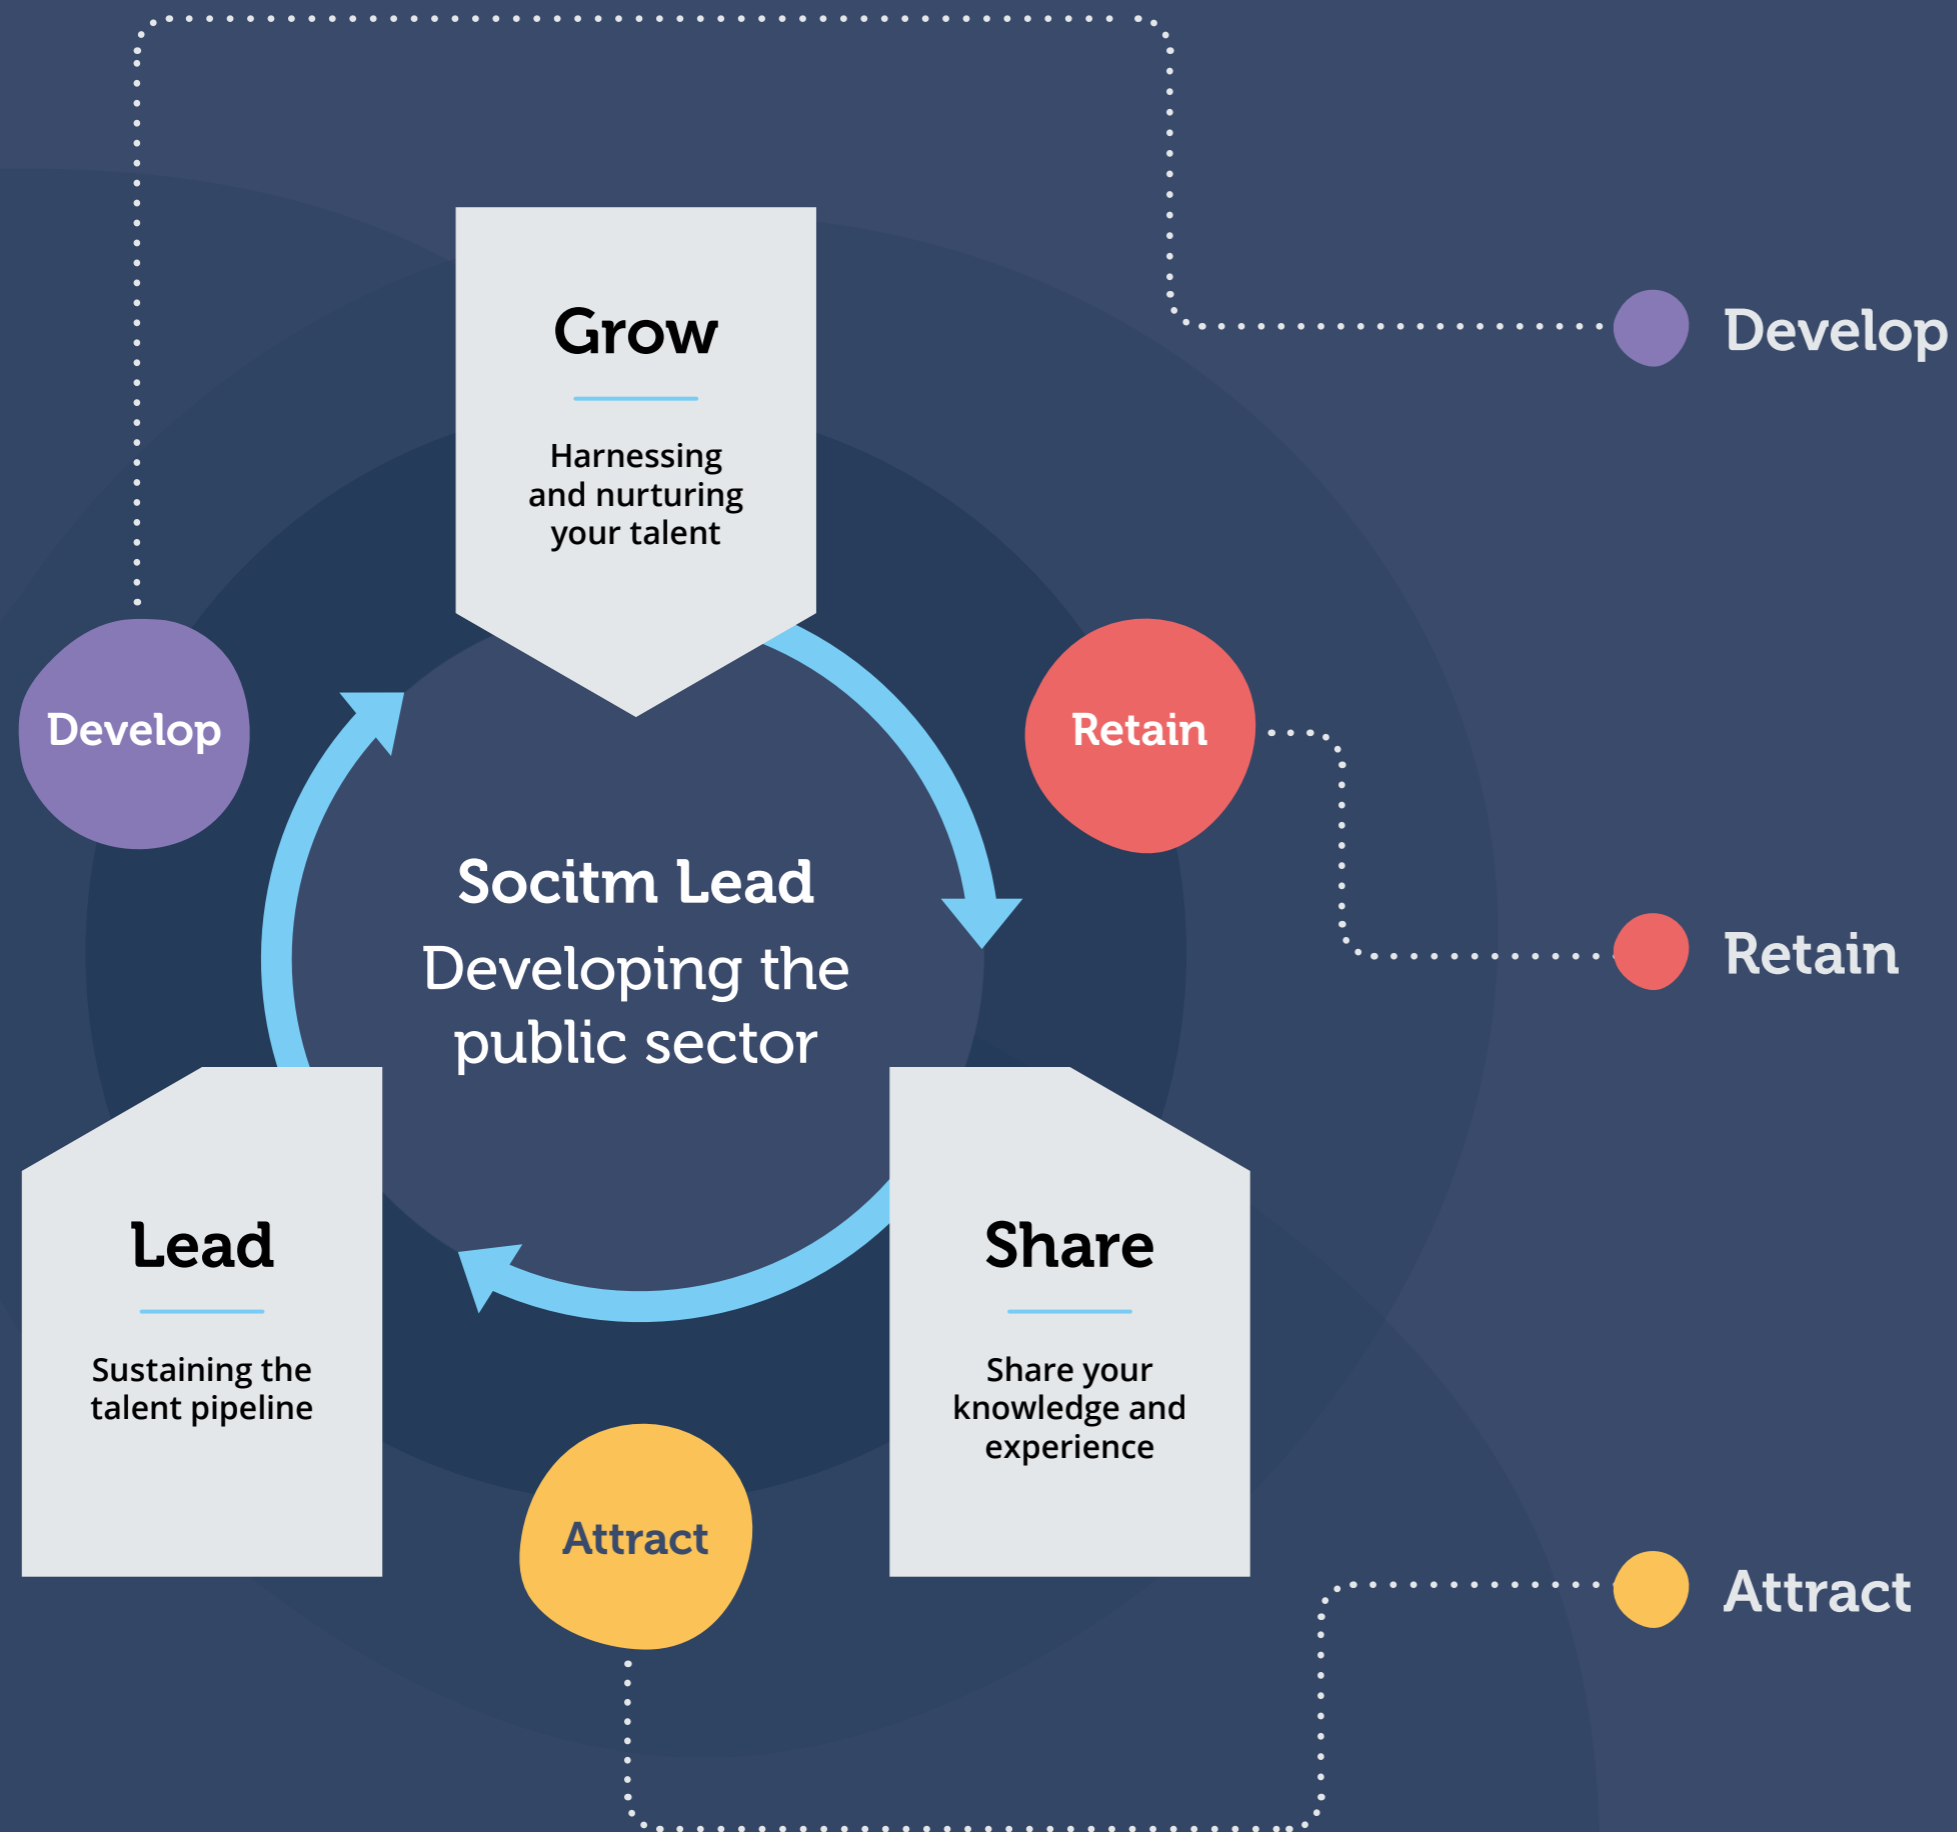 Grow
Harnessing
and nurturing
your talent
Develop
Develop
Retain
Socitm Lead
Developing the
public sector
Retain
Lead
Sustaining the
talent pipeline
Share
Share your
knowledge and
experience
Attract
Attract